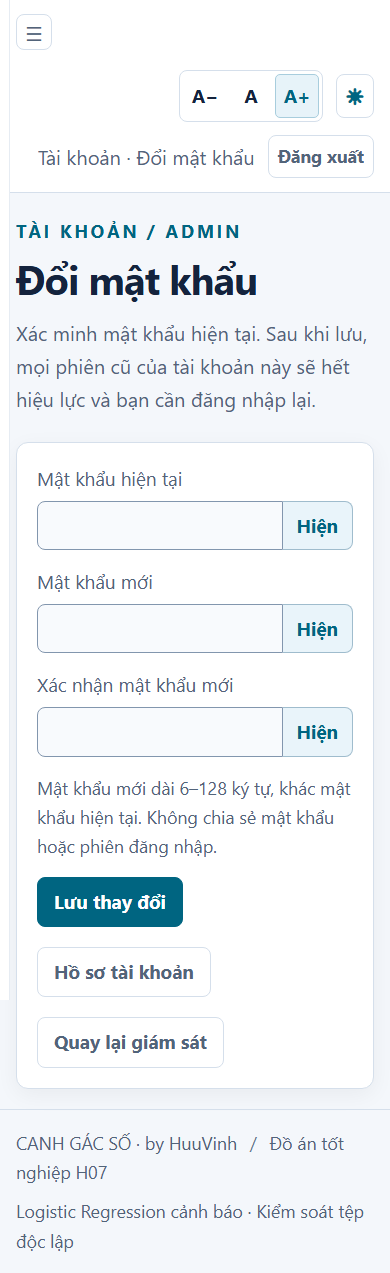 A− A A+
Tài khoản · Đổi mật khẩu Đăng xuất
TÀI KHOẢN / ADMIN
Đổi mật khẩu
Xác minh mật khẩu hiện tại. Sau khi lưu,
mọi phiên cũ của tài khoản này sẽ hết
hiệu lực và bạn cần đăng nhập lại.
Mật khẩu hiện tại
Hiện
Mật khẩu mới
Hiện
Xác nhận mật khẩu mới
Hiện
Mật khẩu mới dài 6–128 ký tự, khác mật
khẩu hiện tại. Không chia sẻ mật khẩu
hoặc phiên đăng nhập.
Lưu thay đổi
Hồ sơ tài khoản
Quay lại giám sát
CANH GÁC SỐ · by HuuVinh / Đồ án tốt
nghiệp H07
Logistic Regression cảnh báo · Kiểm soát tệp
độc lập